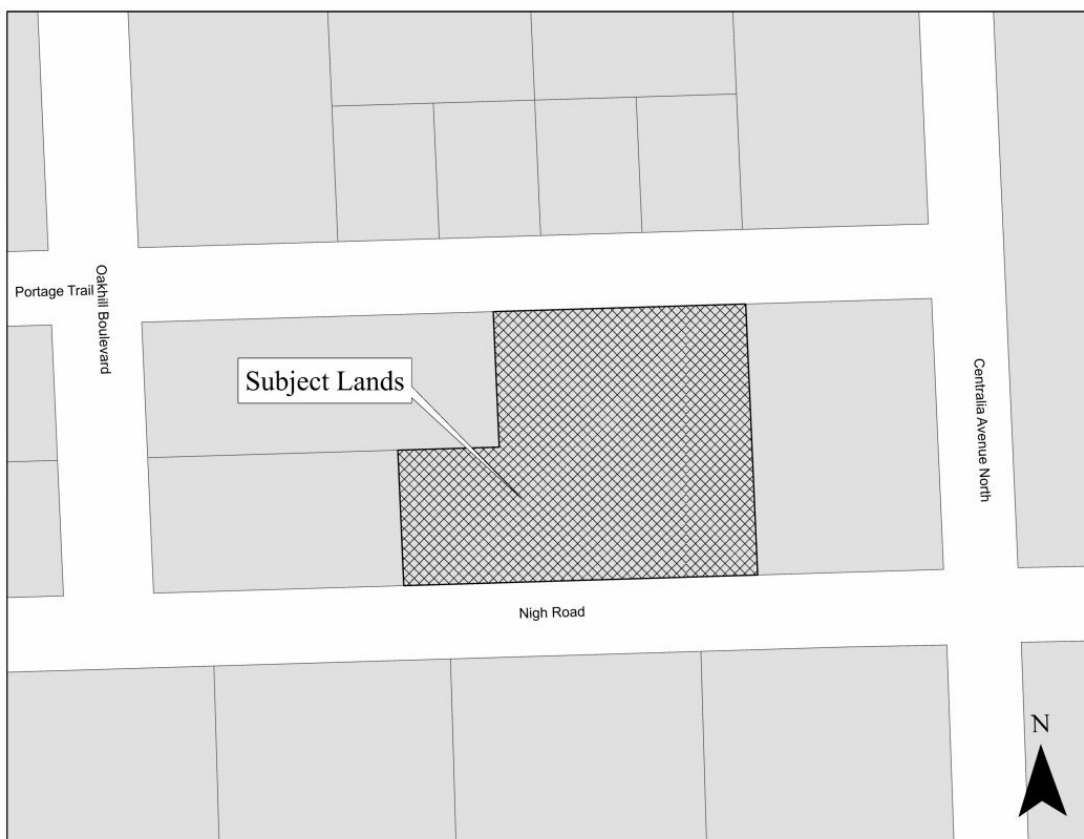 Portage Trail
Oakhill Boulevard
Subject Lands
Centralia Avenue North
Nigh Road
N